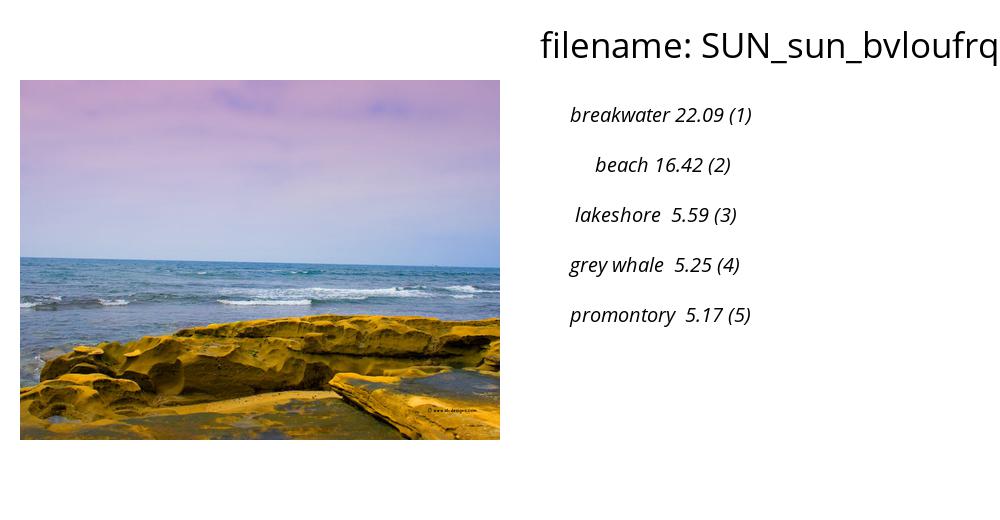 filename: SUN_sun_bvloufrq
breakwater 22.09 (1)
beach 16.42 (2)
lakeshore 5.59 (3)
grey whale 5.25 (4)
promontory 5.17 (5)